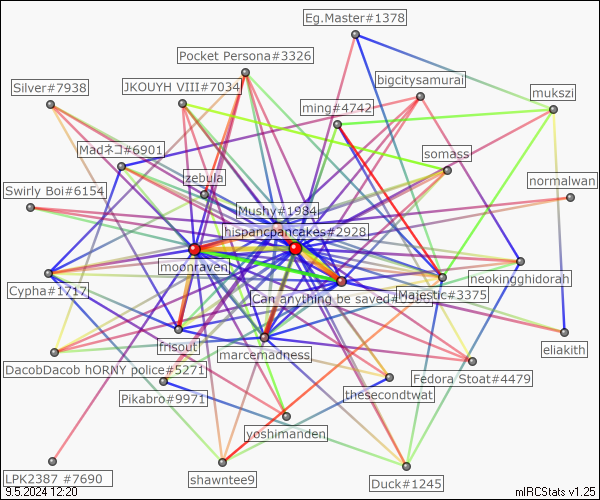 Eg.Master#1378
Pocket Persona#3326
bigcitysamurai
Silver#7938
JKOUYH VIII#7034
mukszi
ming#4742
Madネコ#6901
somass
zebula
normalwan
Swirly Boi#6154
Mushy#1984
hispancpancakes#2928
moonraven
neokingghidorah
Cypha#1717
Can anything be saved#
Majestic#3375
frisout
marcemadness
eliakith
DacobDacob hORNY police#5271
Fedora Stoat#4479
Pikabro#9971
thesecondtwat
yoshimanden
LPK2387 #7690
shawntee9
Duck#1245
9.5.2024 12:20
mIRCStats v1.25